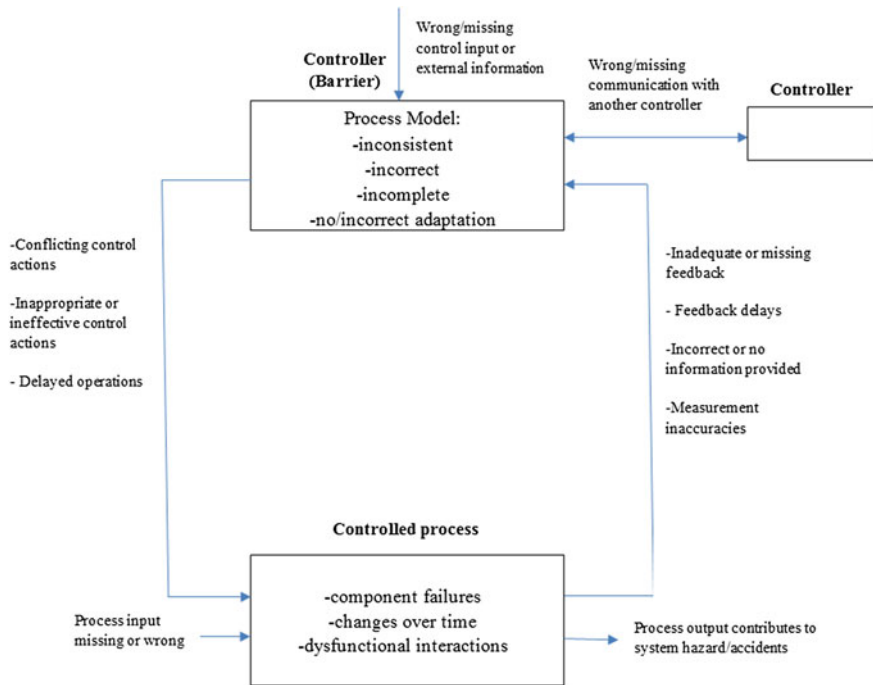 Wrong/missing
control input or
external information
Controller
(Barrier)
Wrong/missing
communication with
another controller
Controller
Process Model:
-inconsistent
-incorrect
-incomplete
-no/incorrect adaptation
-Conflicting control
actions
-Inappropriate or
ineffective control
actions
- Delayed operations
-Inadequate or missing
feedback
- Feedback delays
-Incorrect or no
information provided
-Measurement
inaccuracies
Controlled process
-component failures
-changes over time
-dysfunctional interactions
Process input
missing or wrong
Process output contributes to
system hazard/accidents